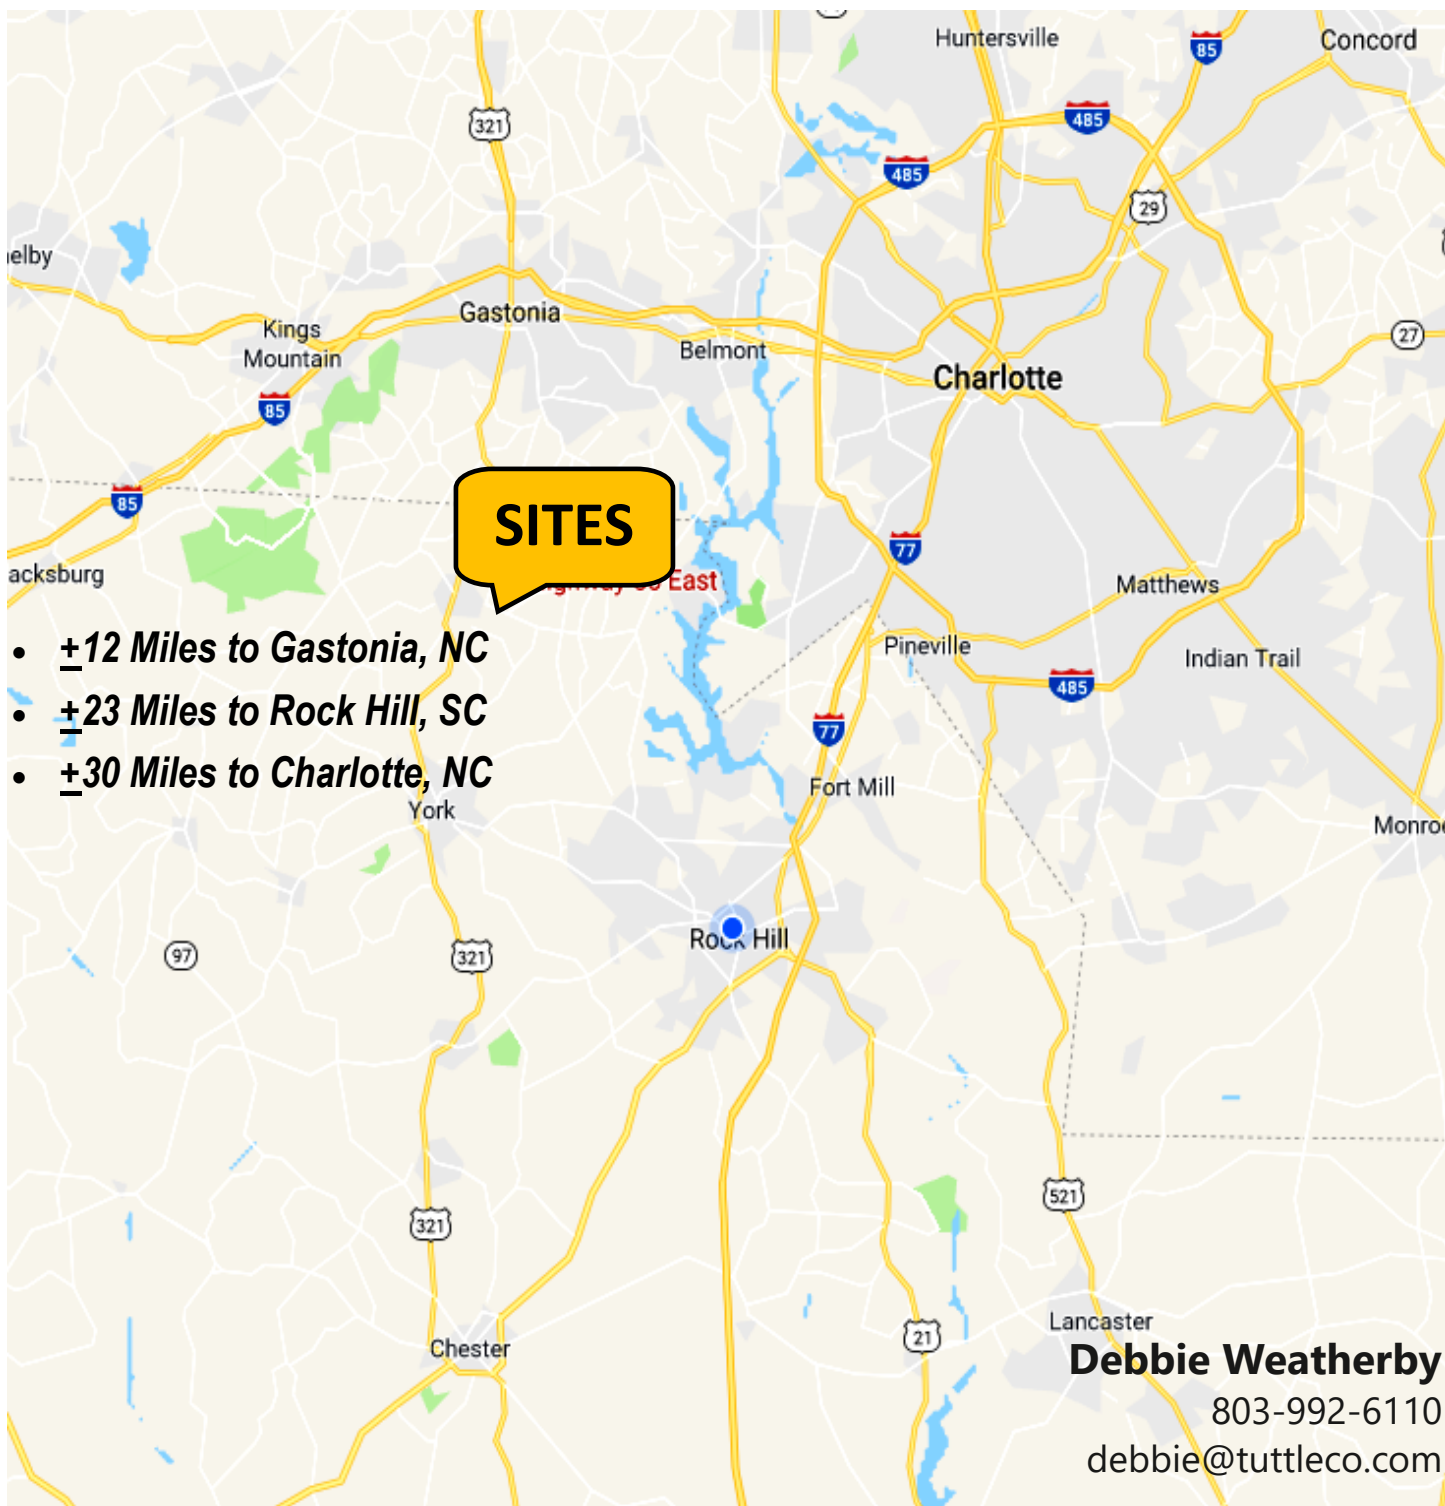 Huntersville
Concord
85
321
485
485
29
elby
Kings
Mountain
Gastonia
Belmont
27
Charlotte
85
85
SITES
77
acksburg
East
Matthews
• +12 Miles to Gastonia, NC
Pineville
Indian Trail
485
• +23 Miles to Rock Hill, SC
77
• +30 Miles to Charlotte, NC
Fort Mill
York
Monroe
97
321
Rock Hill
521
321
Chester
21
Lancaster
Debbie Weatherby
803-992-6110
debbie@tuttleco.com